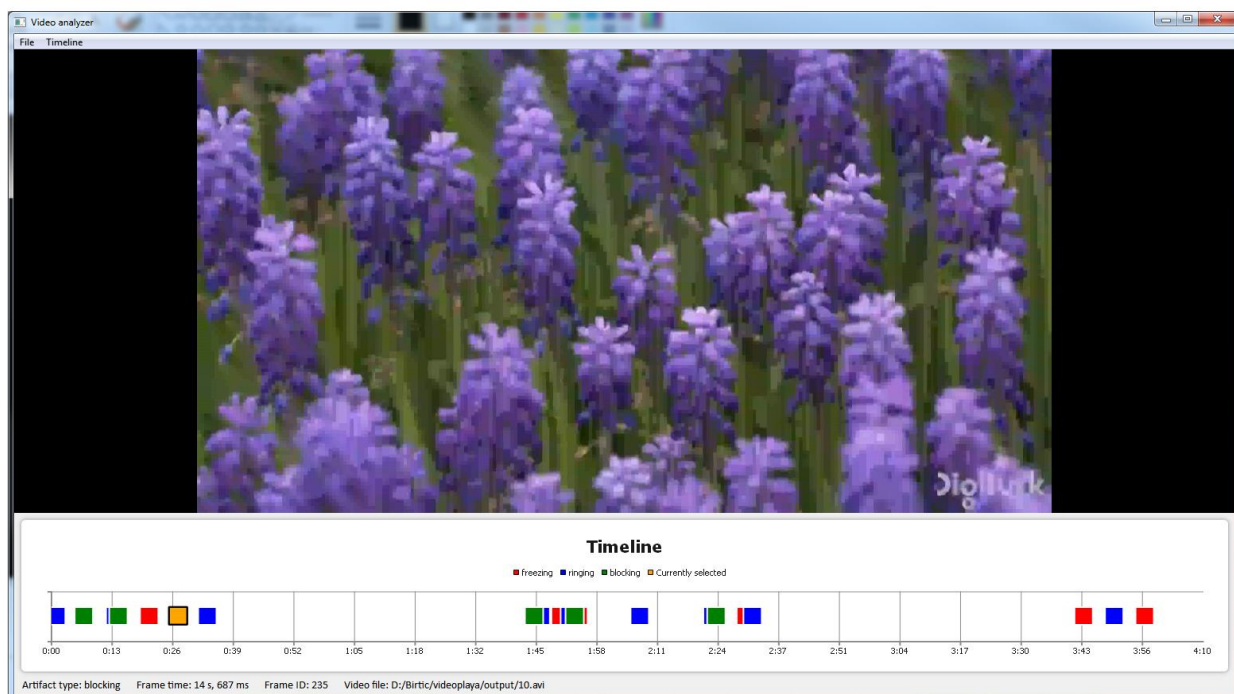 Video analyzer
File Timeline
Timeline
freezing ringing blocking Currently selected
0:00 0:13 0:26 0:39 0:52 1:05 1:18 1:32 1:45 1:58 2:11 2:24 2:37 2:51 3:04 3:17 3:30 3:43 3:56 4:10
Artifact type: blocking Frame time: 14 s, 687 ms Frame ID: 235 Video file: D:/Birtic/videoplaya/output/10.avi